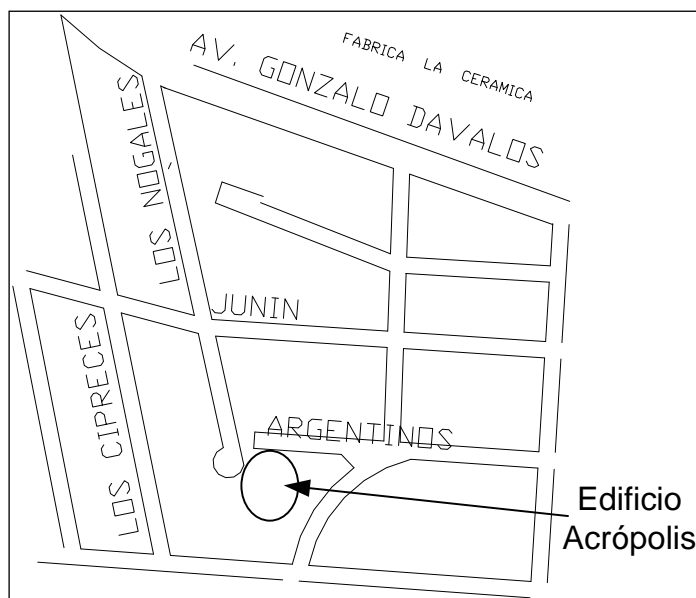 FABRICA LA CERAMICA
AV. GONZALO DAVALOS
LOS NOGALES
JUNIN
LOS CIPRECES
ARGENTINOS
Edificio
Acrópolis